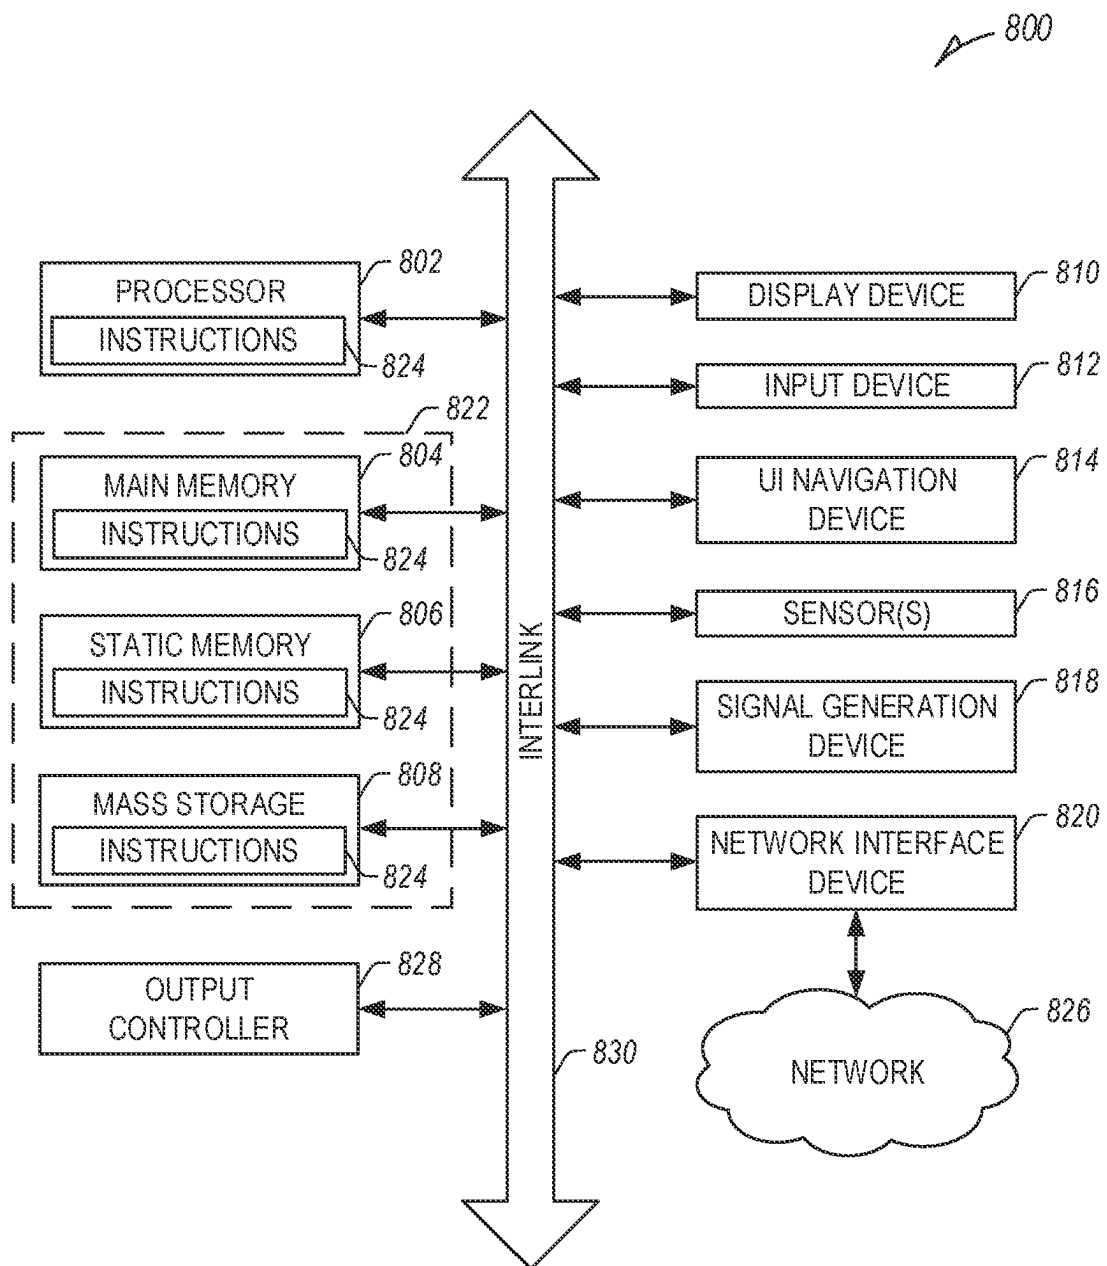 800
PROCESSOR
INSTRUCTIONS
802
824
822
MAIN MEMORY
INSTRUCTIONS
804
824
STATIC MEMORY
INSTRUCTIONS
806
824
MASS STORAGE
INSTRUCTIONS
808
824
OUTPUT
CONTROLLER
828
INTERLINK
830
DISPLAY DEVICE
810
INPUT DEVICE
812
UI NAVIGATION
DEVICE
814
SENSOR(S)
816
SIGNAL GENERATION
DEVICE
818
NETWORK INTERFACE
DEVICE
820
NETWORK
826